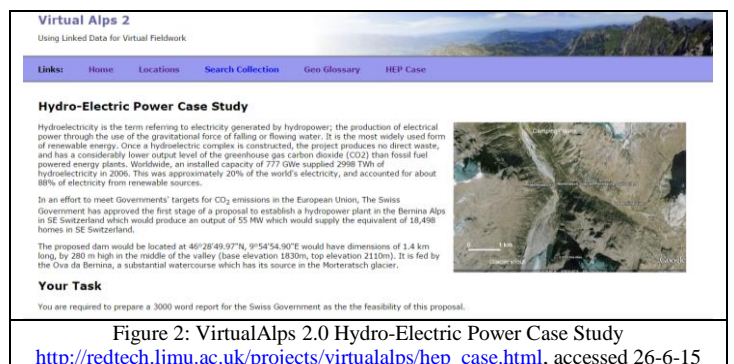 Virtual Alps 2
Using Linked Data for Virtual Fieldwork
Links: Home Locations Search Collection Geo Glossary HEP Case
Hydro-Electric Power Case Study
Hydroelectricity is the term referring to electricity generated by hydropower; the production of electrical
power through the use of the gravitational force of falling or flowing water. It is the most widely used form
of renewable energy. Once a hydroelectric complex is constructed, the project produces no direct waste,
and has a considerably lower output level of the greenhouse gas carbon dioxide (CO2) than fossil fuel
powered energy plants. Worldwide, an installed capacity of 777 GWe supplied 2998 TWh of
hydroelectricity in 2006. This was approximately 20% of the world's electricity, and accounted for about
88% of electricity from renewable sources.
In an effort to meet Governments' targets for CO2 emissions in the European Union, The Swiss
Government has approved the first stage of a proposal to establish a hydropower plant in the Bernina Alps
in SE Switzerland which would produce an output of 55 MW which would supply the equivalent of 18,498
homes in SE Switzerland.
The proposed dam would be located at 46°28'49.97"N, 9°54'54.90"E would have dimensions of 1.4 km
long, by 280 m high in the middle of the valley (base elevation 1830m, top elevation 2110m). It is fed by
the Ova da Bernina, a substantial watercourse which has its source in the Morteratsch glacier.
0 1 km
Google
Your Task
You are required to prepare a 3000 word report for the Swiss Government as the the feasibility of this proposal.
Figure 2: VirtualAlps 2.0 Hydro-Electric Power Case Study
http://redtech.ljmu.ac.uk/projects/virtualalps/hep_case.html, accessed 26-6-15